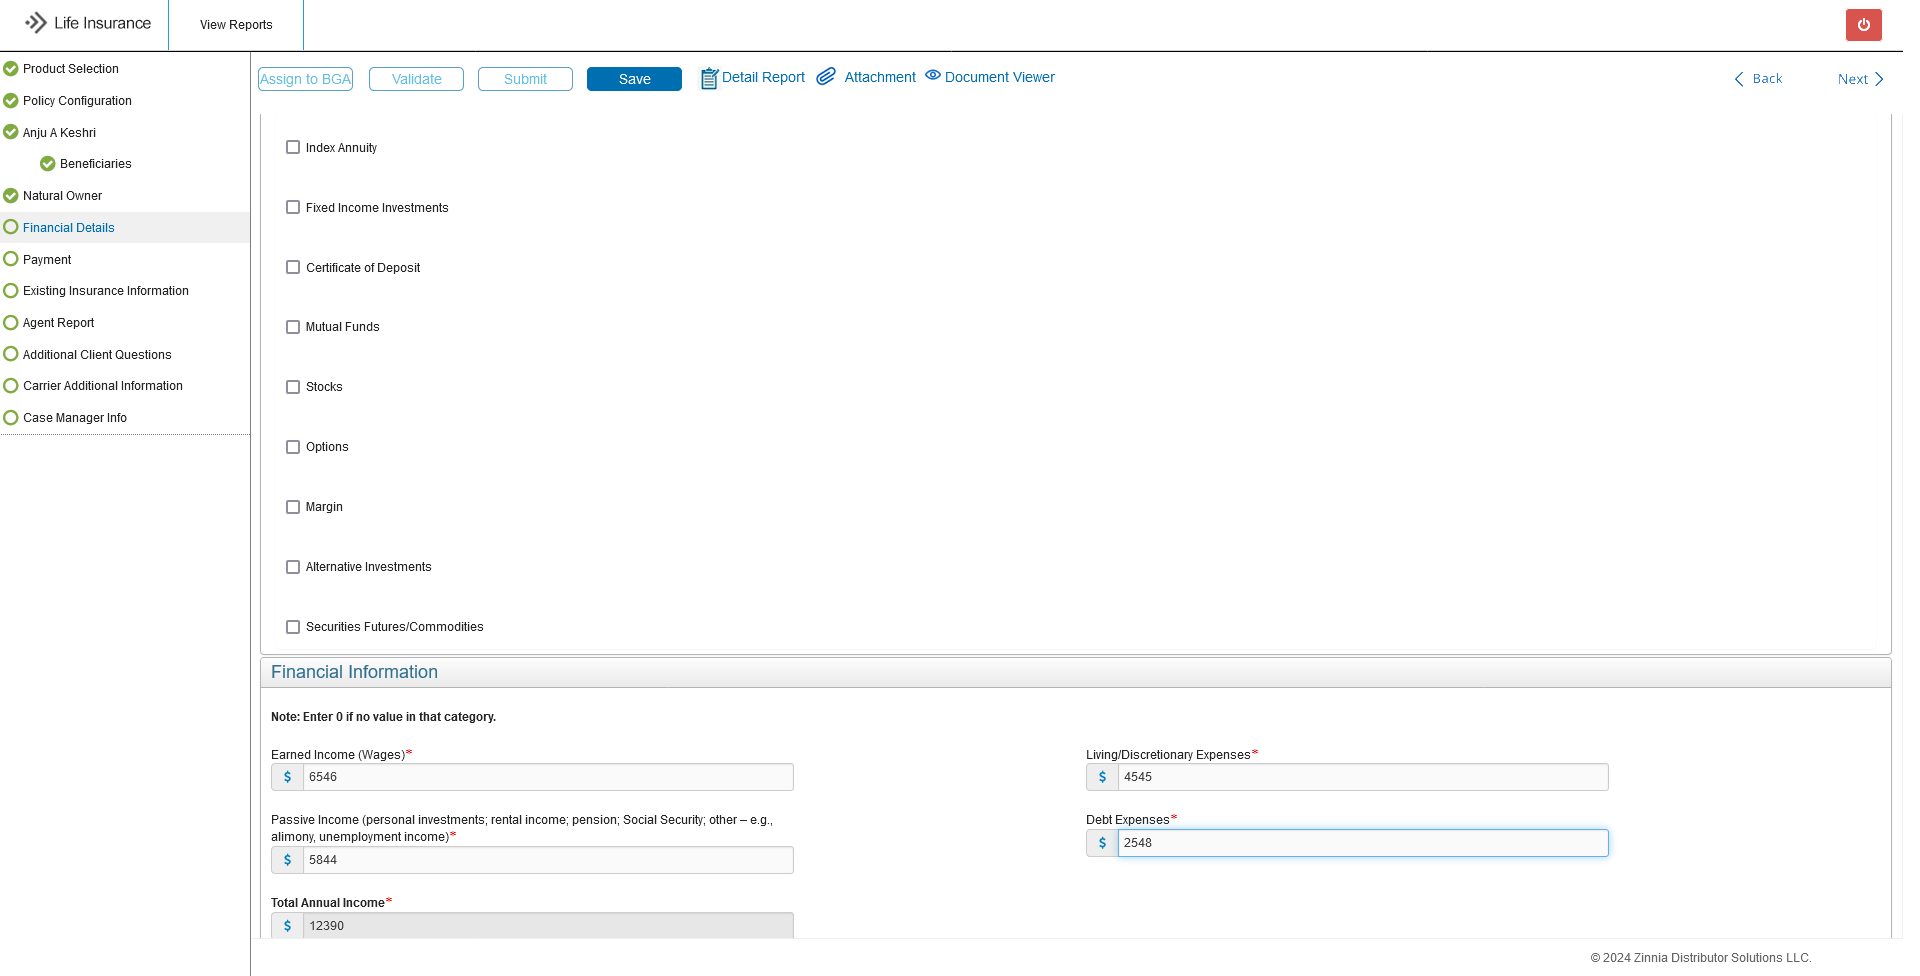 Life Insurance
View Reports
Product Selection
Policy Configuration
Anju A Keshri
Beneficiaries
Natural Owner
Financial Details
Payment
Existing Insurance Information
Agent Report
Additional Client Questions
Carrier Additional Information
Case Manager Info
Assign to BGA
Validate
Submit
Save
Detail Report
Attachment
Document Viewer
Back
Next
Index Annuity
Fixed Income Investments
Certificate of Deposit
Mutual Funds
Stocks
Options
Margin
Alternative Investments
Securities Futures/Commodities
Financial Information
Note: Enter 0 if no value in that category.
Earned Income (Wages)*
$ 6546
Living/Discretionary Expenses*
$ 4545
Passive Income (personal investments; rental income; pension; Social Security; other – e.g.,
alimony, unemployment income)*
$ 5844
Debt Expenses*
$ 2548
Total Annual Income*
$ 12390
© 2024 Zinnia Distributor Solutions LLC.